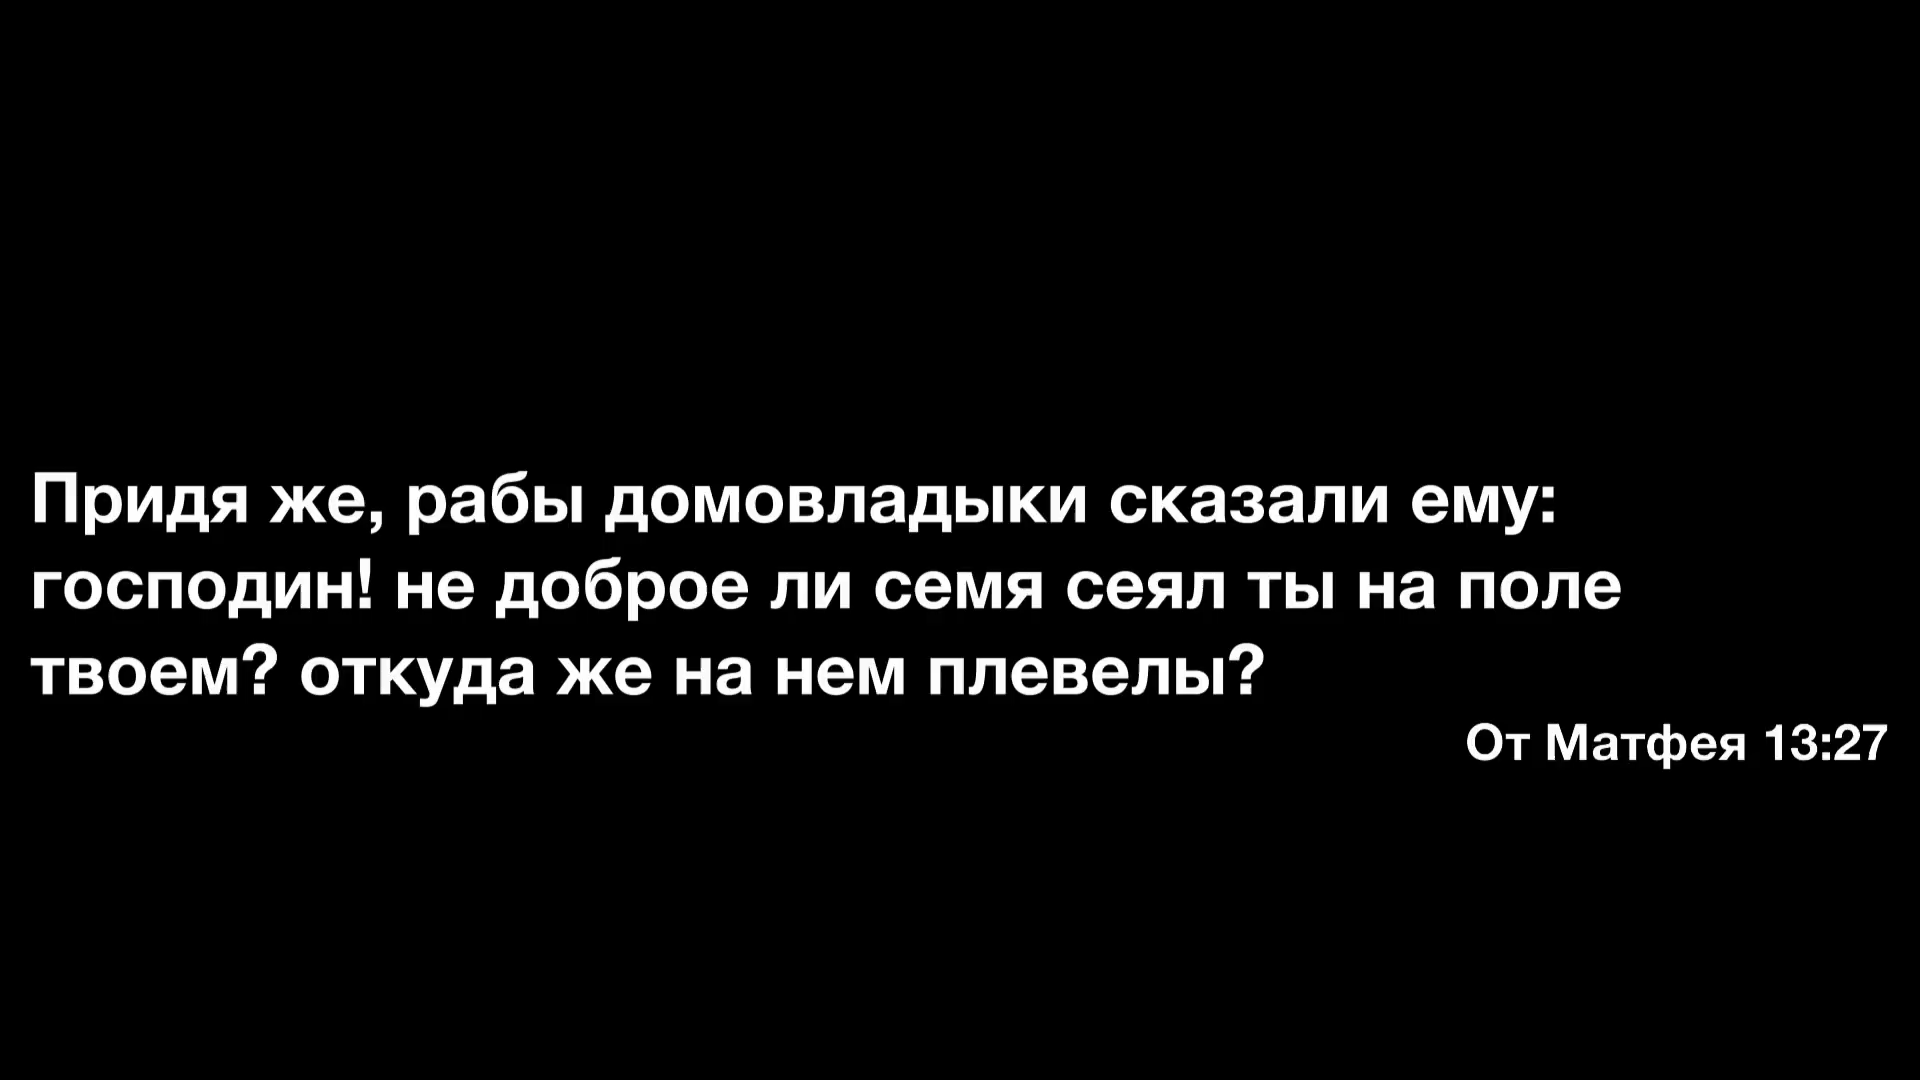 Придя же, рабы домовладыки сказали ему:
господин! не доброе ли семя сеял ты на поле
твоем? откуда же на нем плевелы?
От Матфея 13:27